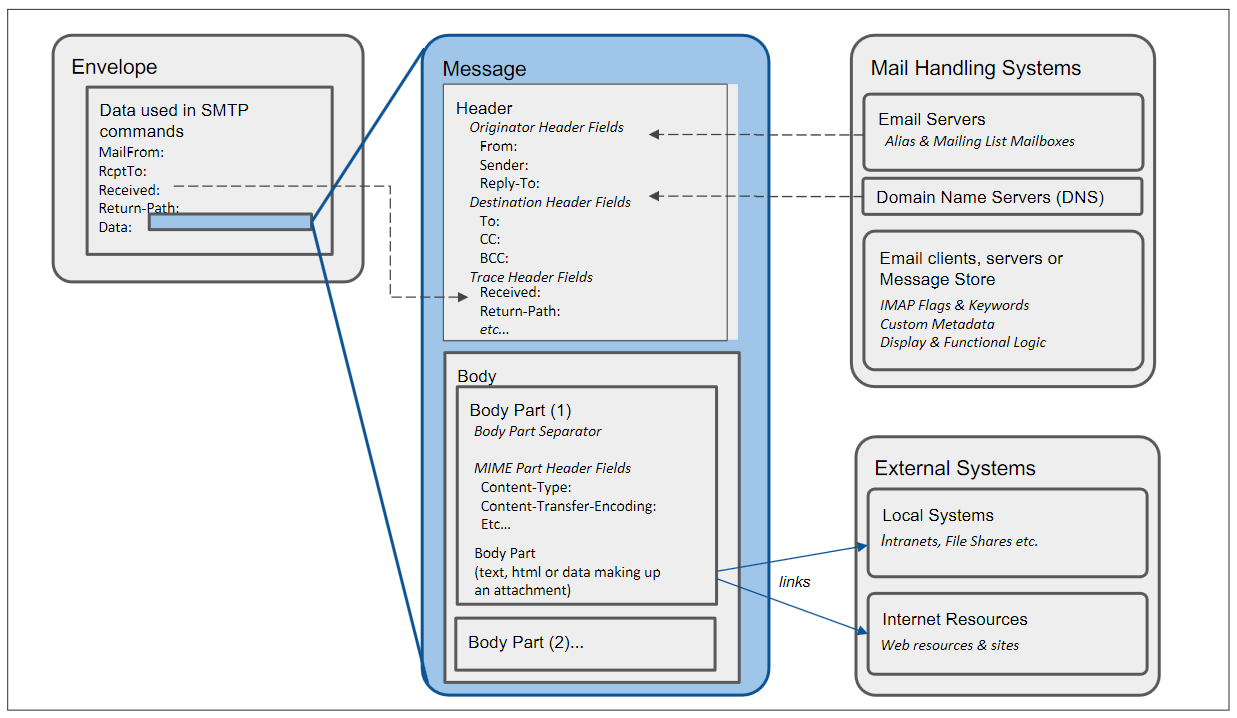 Envelope
Data used in SMTP
commands
MailFrom:
RcptTo:
Received:
Return-Path:
Data:
Message
Header
Originator Header Fields
From:
Sender:
Reply-To:
Destination Header Fields
To:
CC:
BCC:
Trace Header Fields
Received:
Return-Path:
etc...
Body
Body Part (1)
Body Part Separator
MIME Part Header Fields
Content-Type:
Content-Transfer-Encoding:
Etc...
Body Part
(text, html or data making up
an attachment)
Body Part (2)...
links
Mail Handling Systems
Email Servers
Alias & Mailing List Mailboxes
Domain Name Servers (DNS)
Email clients, servers or
Message Store
IMAP Flags & Keywords
Custom Metadata
Display & Functional Logic
External Systems
Local Systems
Intranets, File Shares etc.
Internet Resources
Web resources & sites